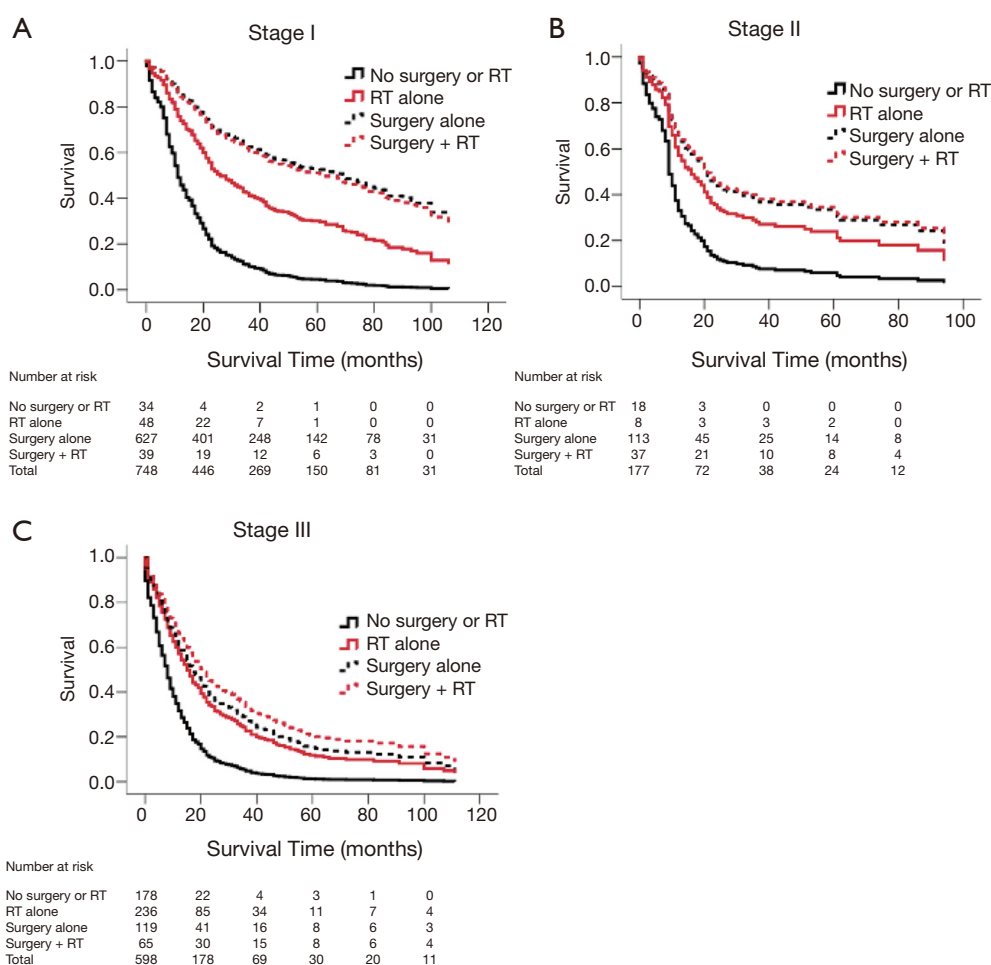 A
Stage I
1.0
0.8
0.6
0.4
0.2
0.0
Survival
No surgery or RT
RT alone
Surgery alone
Surgery + RT
0 20 40 60 80 100 120
Survival Time (months)
Number at risk
No surgery or RT 34 4 2 1 0 0
RT alone 48 22 7 1 0 0
Surgery alone 627 401 248 142 78 31
Surgery + RT 39 19 12 6 3 0
Total 748 446 269 150 81 31
B
Stage II
1.0
0.8
0.6
0.4
0.2
0.0
Survival
No surgery or RT
RT alone
Surgery alone
Surgery + RT
0 20 40 60 80 100
Survival Time (months)
Number at risk
No surgery or RT 18 3 0 0 0
RT alone 8 3 3 2 0
Surgery alone 113 45 25 14 8
Surgery + RT 37 21 10 8 4
Total 177 72 38 24 12
C
Stage III
1.0
0.8
0.6
0.4
0.2
0.0
Survival
No surgery or RT
RT alone
Surgery alone
Surgery + RT
0 20 40 60 80 100 120
Survival Time (months)
Number at risk
No surgery or RT 178 22 4 3 1 0
RT alone 236 85 34 11 7 4
Surgery alone 119 41 16 8 6 3
Surgery + RT 65 30 15 8 6 4
Total 598 178 69 30 20 11